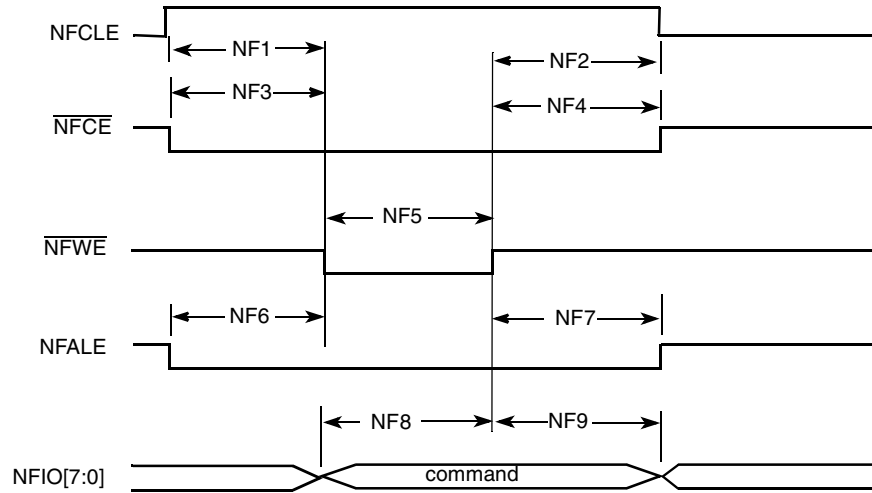 NFCLE
NF1
NF2
NF3
NF4
NFCE
NF5
NFWE
NF6
NF7
NFALE
NF8
NF9
NFIO[7:0]
command